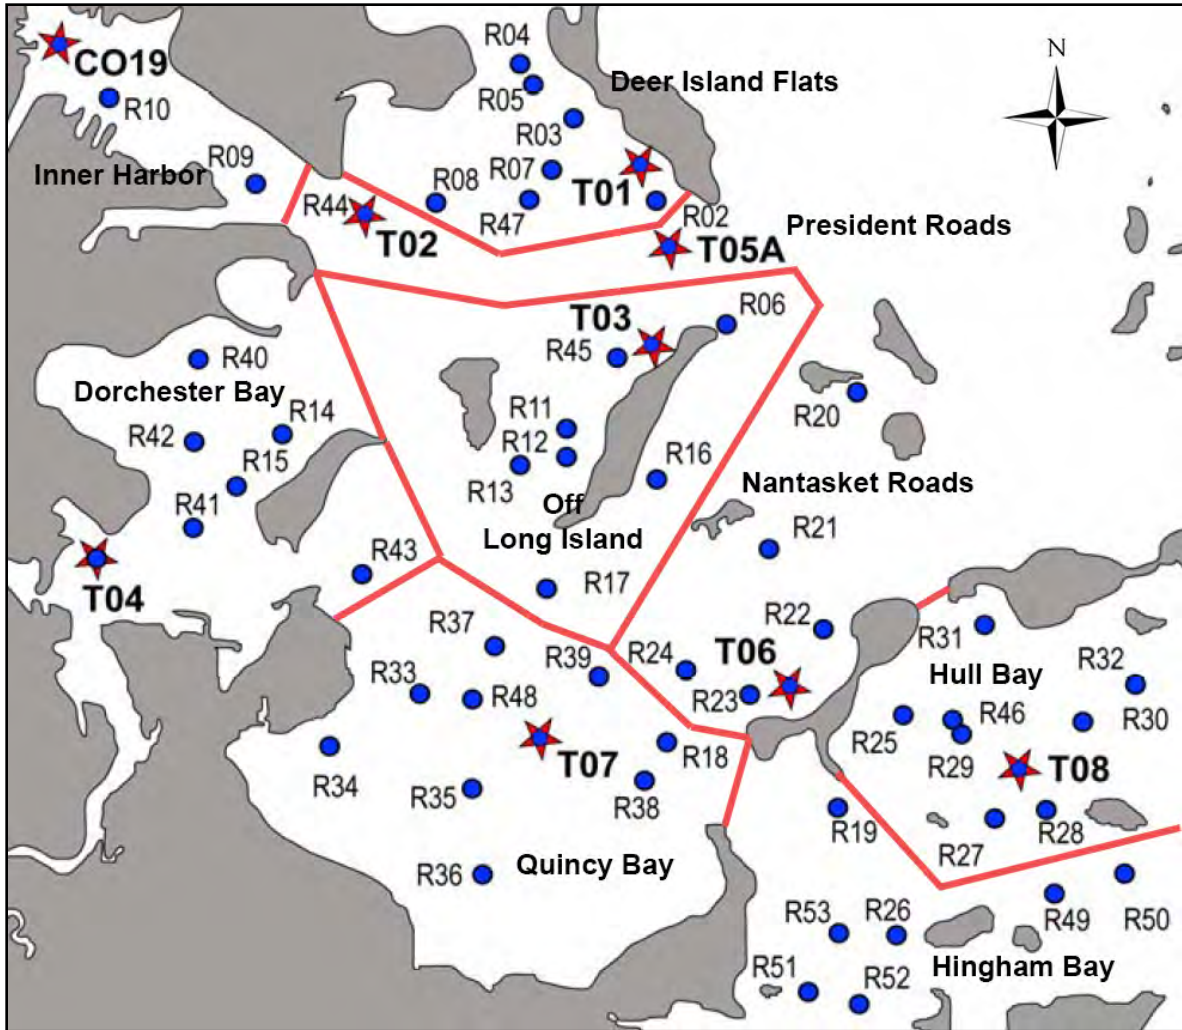 R04
N
CO19
Deer Island Flats
R05
R10
R03
R09
R07
Inner Harbor
T01
R44
R08
R47
R02
President Roads
T02
T05A
R06
T03
R45
R40
Dorchester Bay
R20
R14
R11
R42
R12
R15
R16
R13
Nantasket Roads
R41
Off
Long Island
R21
R43
T04
R17
R22
R37
R31
R39
R24
T06
Hull Bay
R32
R33
R48
R23
R46
R30
R25
R34
T07
R18
R29
T08
R35
R38
R19
R28
R27
Quincy Bay
R36
R49
R50
R53
R26
Hingham Bay
R51
R52